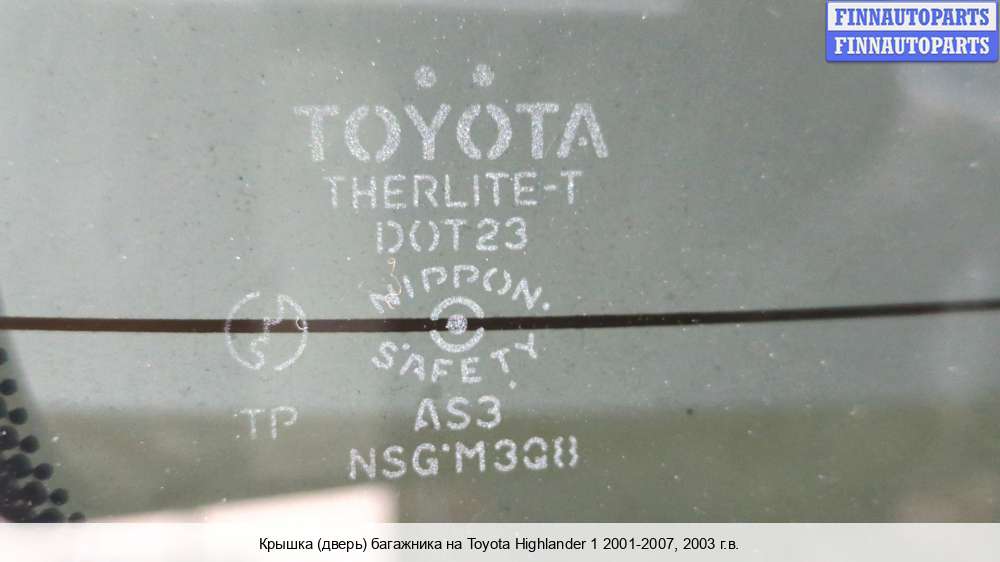 FINNAUTOPARTS
FINNAUTOPARTS
TOYOTA
THERLITE-T
DOT23
NIPPON.
SAFETY
TP
AS3
NSG·M3Q8
Крышка (дверь) багажника на Toyota Highlander 1 2001-2007, 2003 г.в.